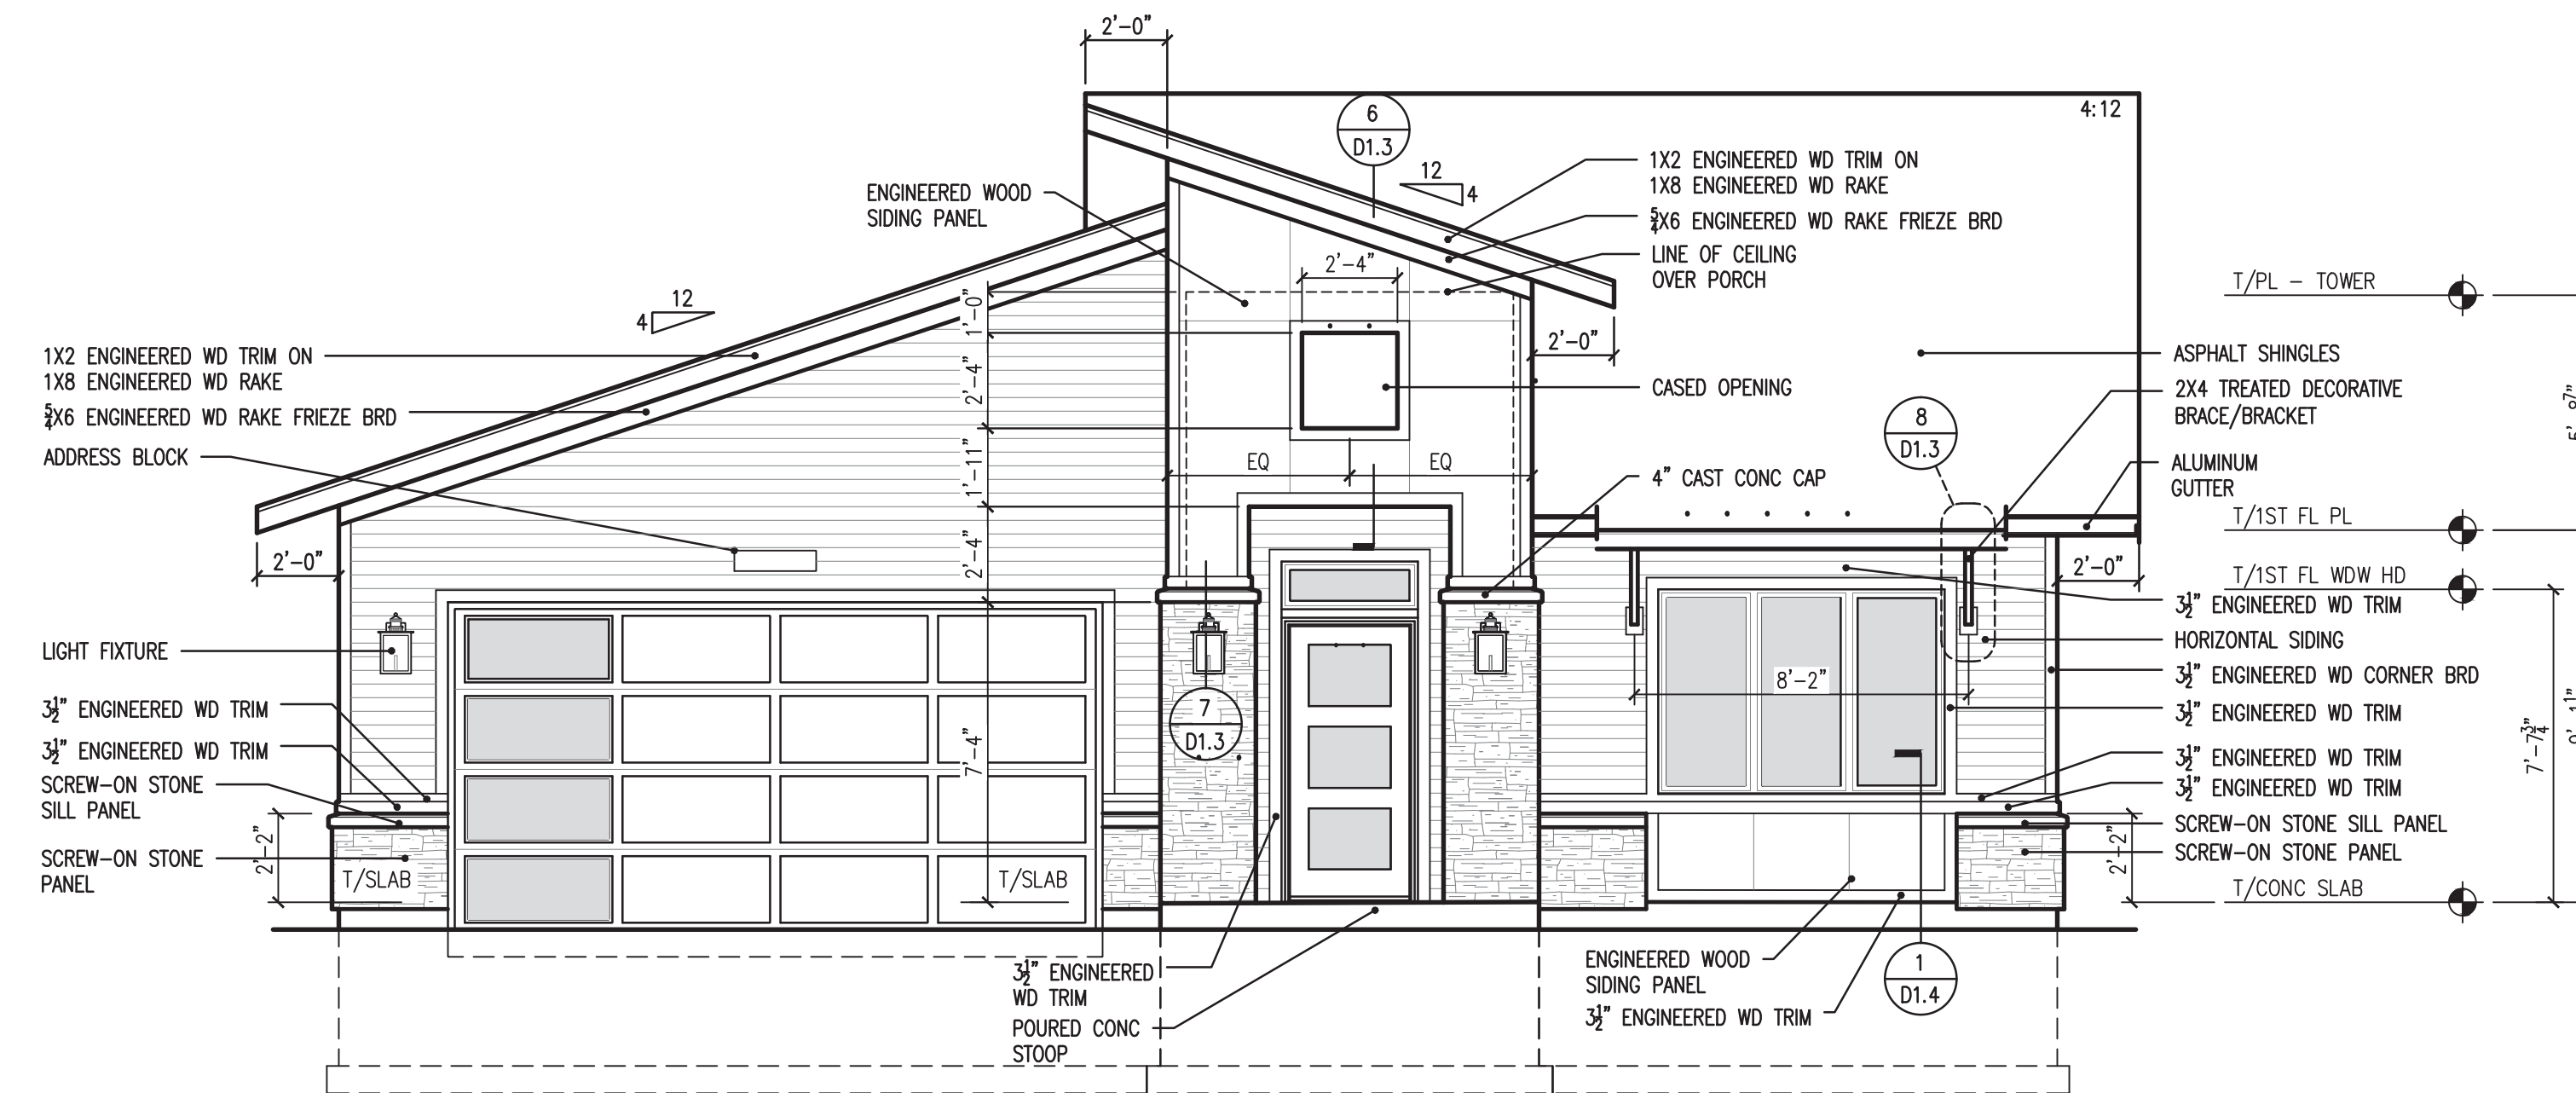 2'-0"
4:12
6
D1.3
12
4
1X2 ENGINEERED WD TRIM ON
1X8 ENGINEERED WD RAKE
5/4X6 ENGINEERED WD RAKE FRIEZE BRD
LINE OF CEILING
OVER PORCH
ENGINEERED WOOD
SIDING PANEL
2'-4"
1'-0"
2'-4"
1'-11"
2'-4"
7'-4"
12
4
2'-0"
T/PL - TOWER
1X2 ENGINEERED WD TRIM ON
1X8 ENGINEERED WD RAKE
5/4X6 ENGINEERED WD RAKE FRIEZE BRD
ADDRESS BLOCK
CASED OPENING
ASPHALT SHINGLES
2X4 TREATED DECORATIVE
BRACE/BRACKET
8
D1.3
EQ
EQ
4" CAST CONC CAP
ALUMINUM
GUTTER
T/1ST FL PL
2'-0"
2'-0"
T/1ST FL WDW HD
3 1/2" ENGINEERED WD TRIM
HORIZONTAL SIDING
3 1/2" ENGINEERED WD CORNER BRD
3 1/2" ENGINEERED WD TRIM
3 1/2" ENGINEERED WD TRIM
3 1/2" ENGINEERED WD TRIM
SCREW-ON STONE SILL PANEL
SCREW-ON STONE PANEL
T/CONC SLAB
LIGHT FIXTURE
3 1/2" ENGINEERED WD TRIM
3 1/2" ENGINEERED WD TRIM
SCREW-ON STONE
SILL PANEL
SCREW-ON STONE
PANEL
2'-2"
T/SLAB
T/SLAB
7
D1.3
8'-2"
2'-2"
7'-7 3/4"
3 1/2" ENGINEERED
WD TRIM
POURED CONC
STOOP
ENGINEERED WOOD
SIDING PANEL
3 1/2" ENGINEERED WD TRIM
1
D1.4